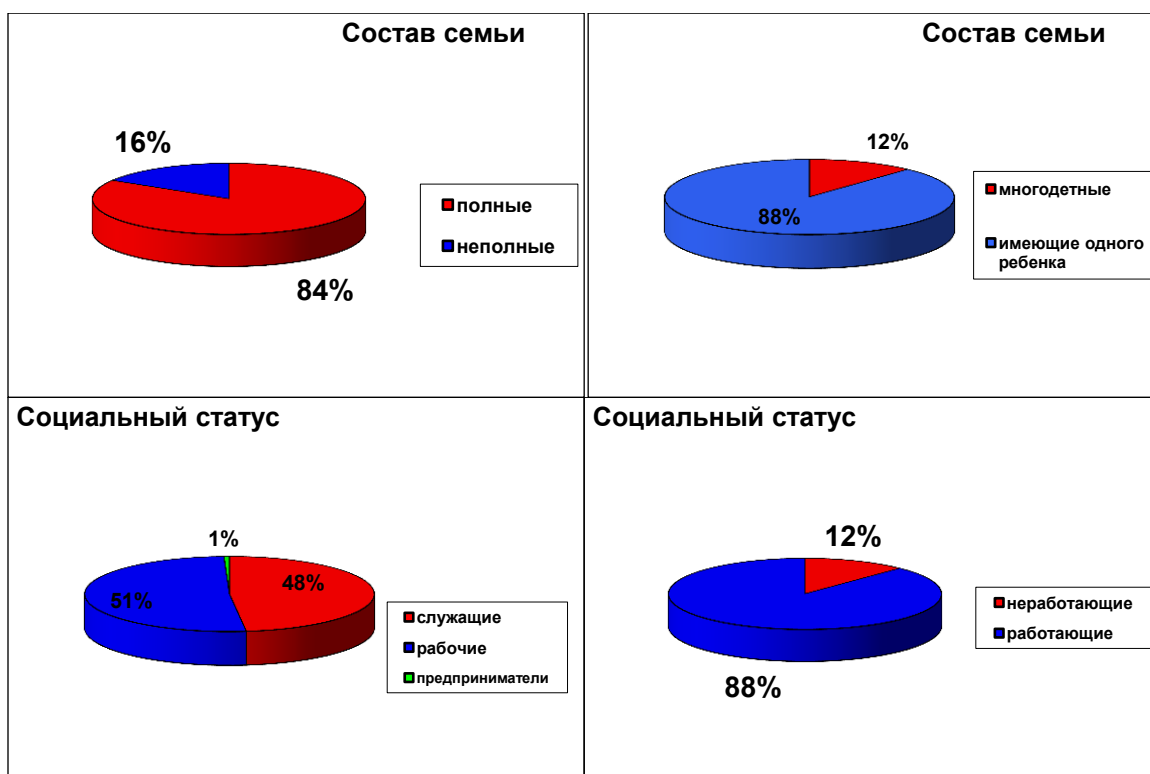 Состав семьи
16%
84%
полные
неполные
Состав семьи
12%
88%
многодетные
имеющие одного
ребенка
Социальный статус
1%
48%
51%
служащие
рабочие
предприниматели
Социальный статус
12%
88%
неработающие
работающие